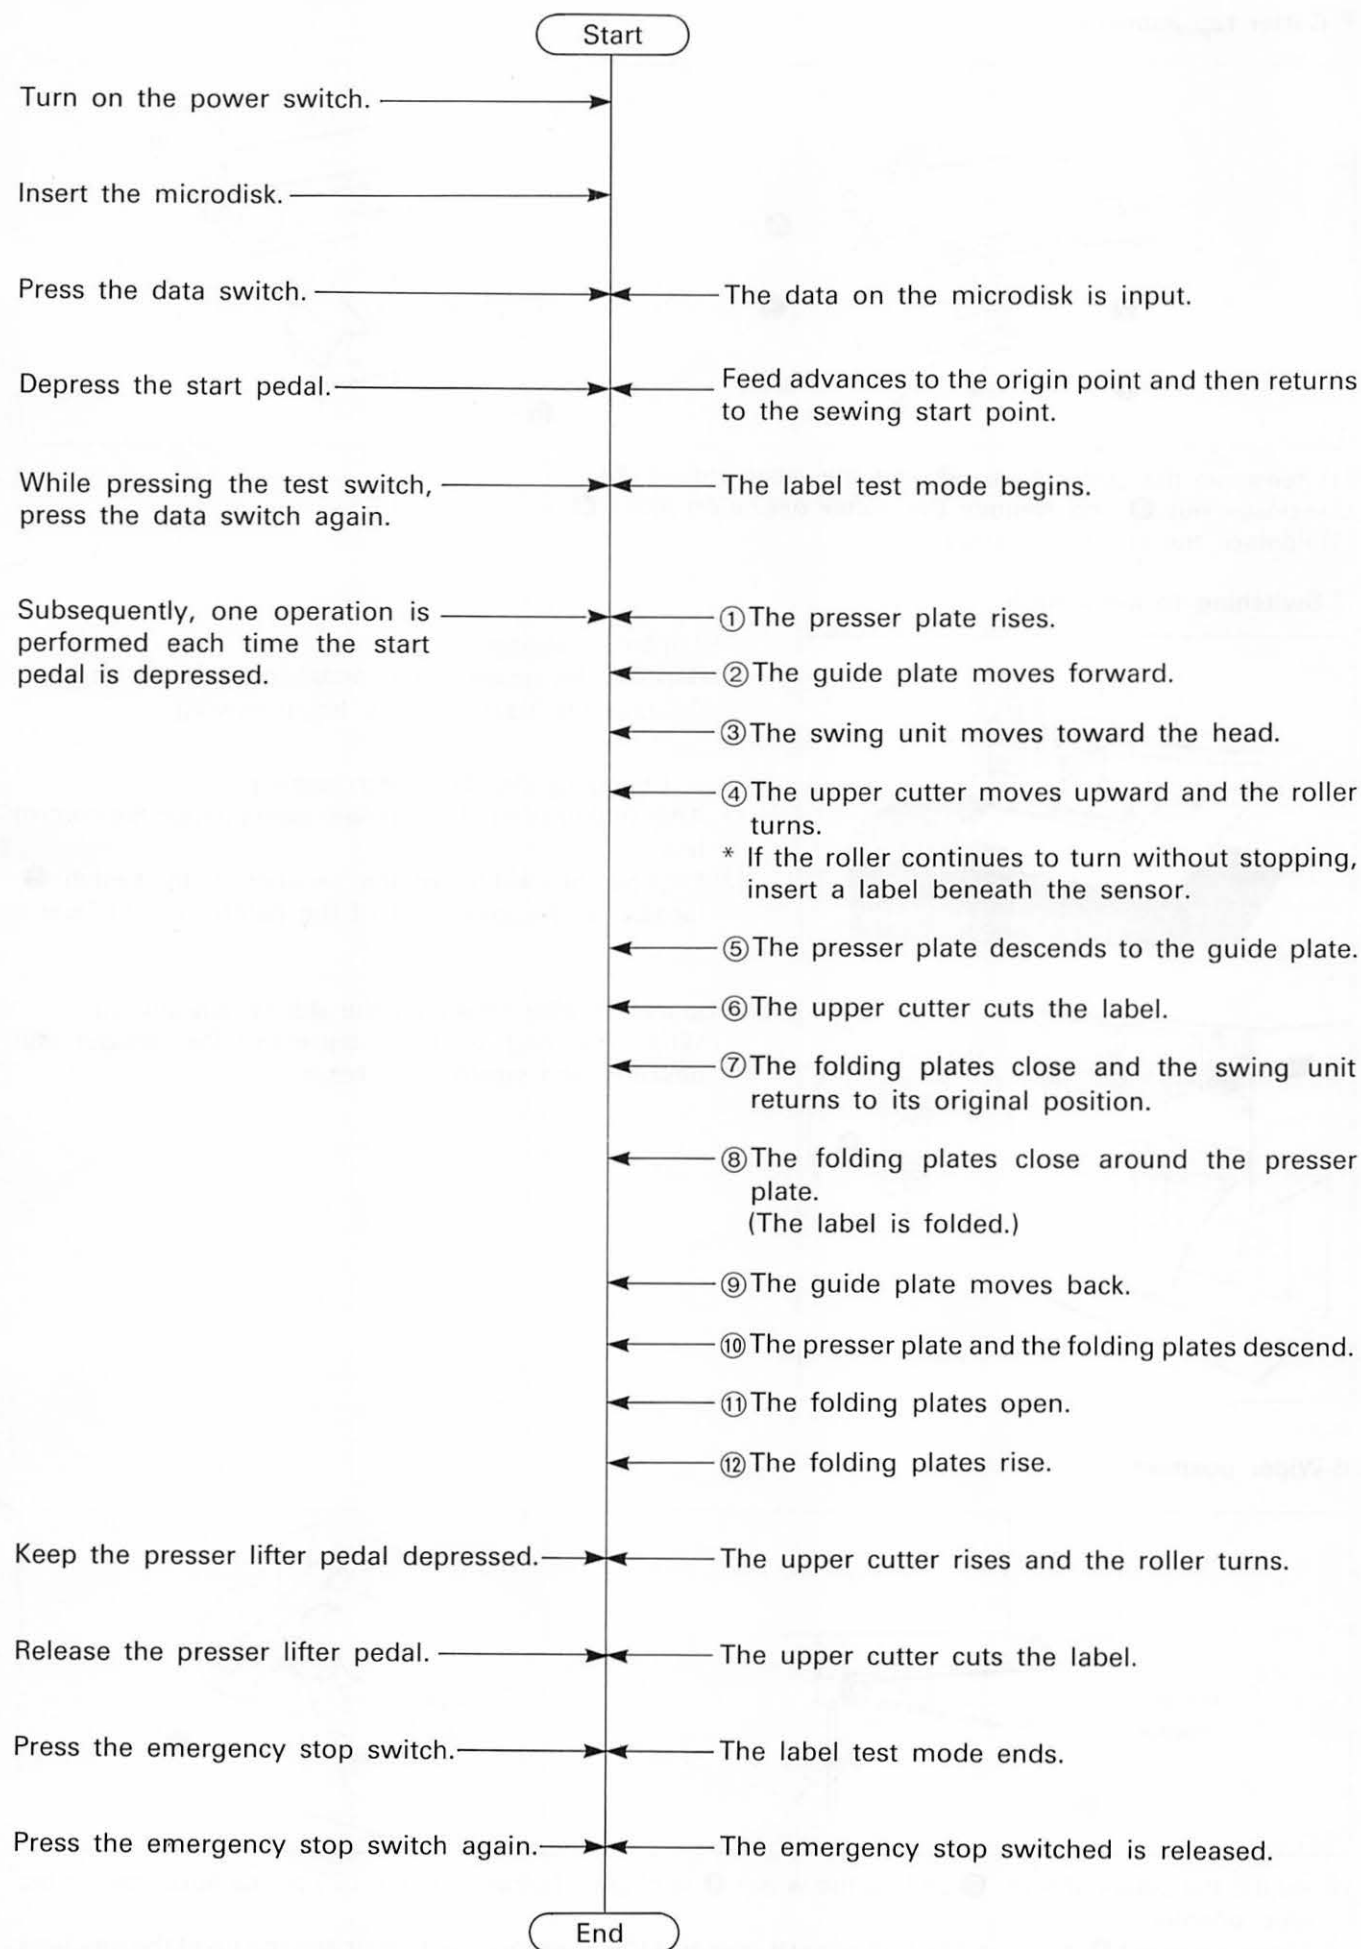 Start
Turn on the power switch.
Insert the microdisk.
Press the data switch.
The data on the microdisk is input.
Depress the start pedal.
Feed advances to the origin point and then returns
to the sewing start point.
While pressing the test switch,
press the data switch again.
The label test mode begins.
Subsequently, one operation is
performed each time the start
pedal is depressed.
①The presser plate rises.
②The guide plate moves forward.
③The swing unit moves toward the head.
④The upper cutter moves upward and the roller
turns.
* If the roller continues to turn without stopping,
insert a label beneath the sensor.
⑤The presser plate descends to the guide plate.
⑥The upper cutter cuts the label.
⑦The folding plates close and the swing unit
returns to its original position.
⑧The folding plates close around the presser
plate.
(The label is folded.)
⑨The guide plate moves back.
⑩The presser plate and the folding plates descend.
⑪The folding plates open.
⑫The folding plates rise.
Keep the presser lifter pedal depressed.
The upper cutter rises and the roller turns.
Release the presser lifter pedal.
The upper cutter cuts the label.
Press the emergency stop switch.
The label test mode ends.
Press the emergency stop switch again.
The emergency stop switched is released.
End